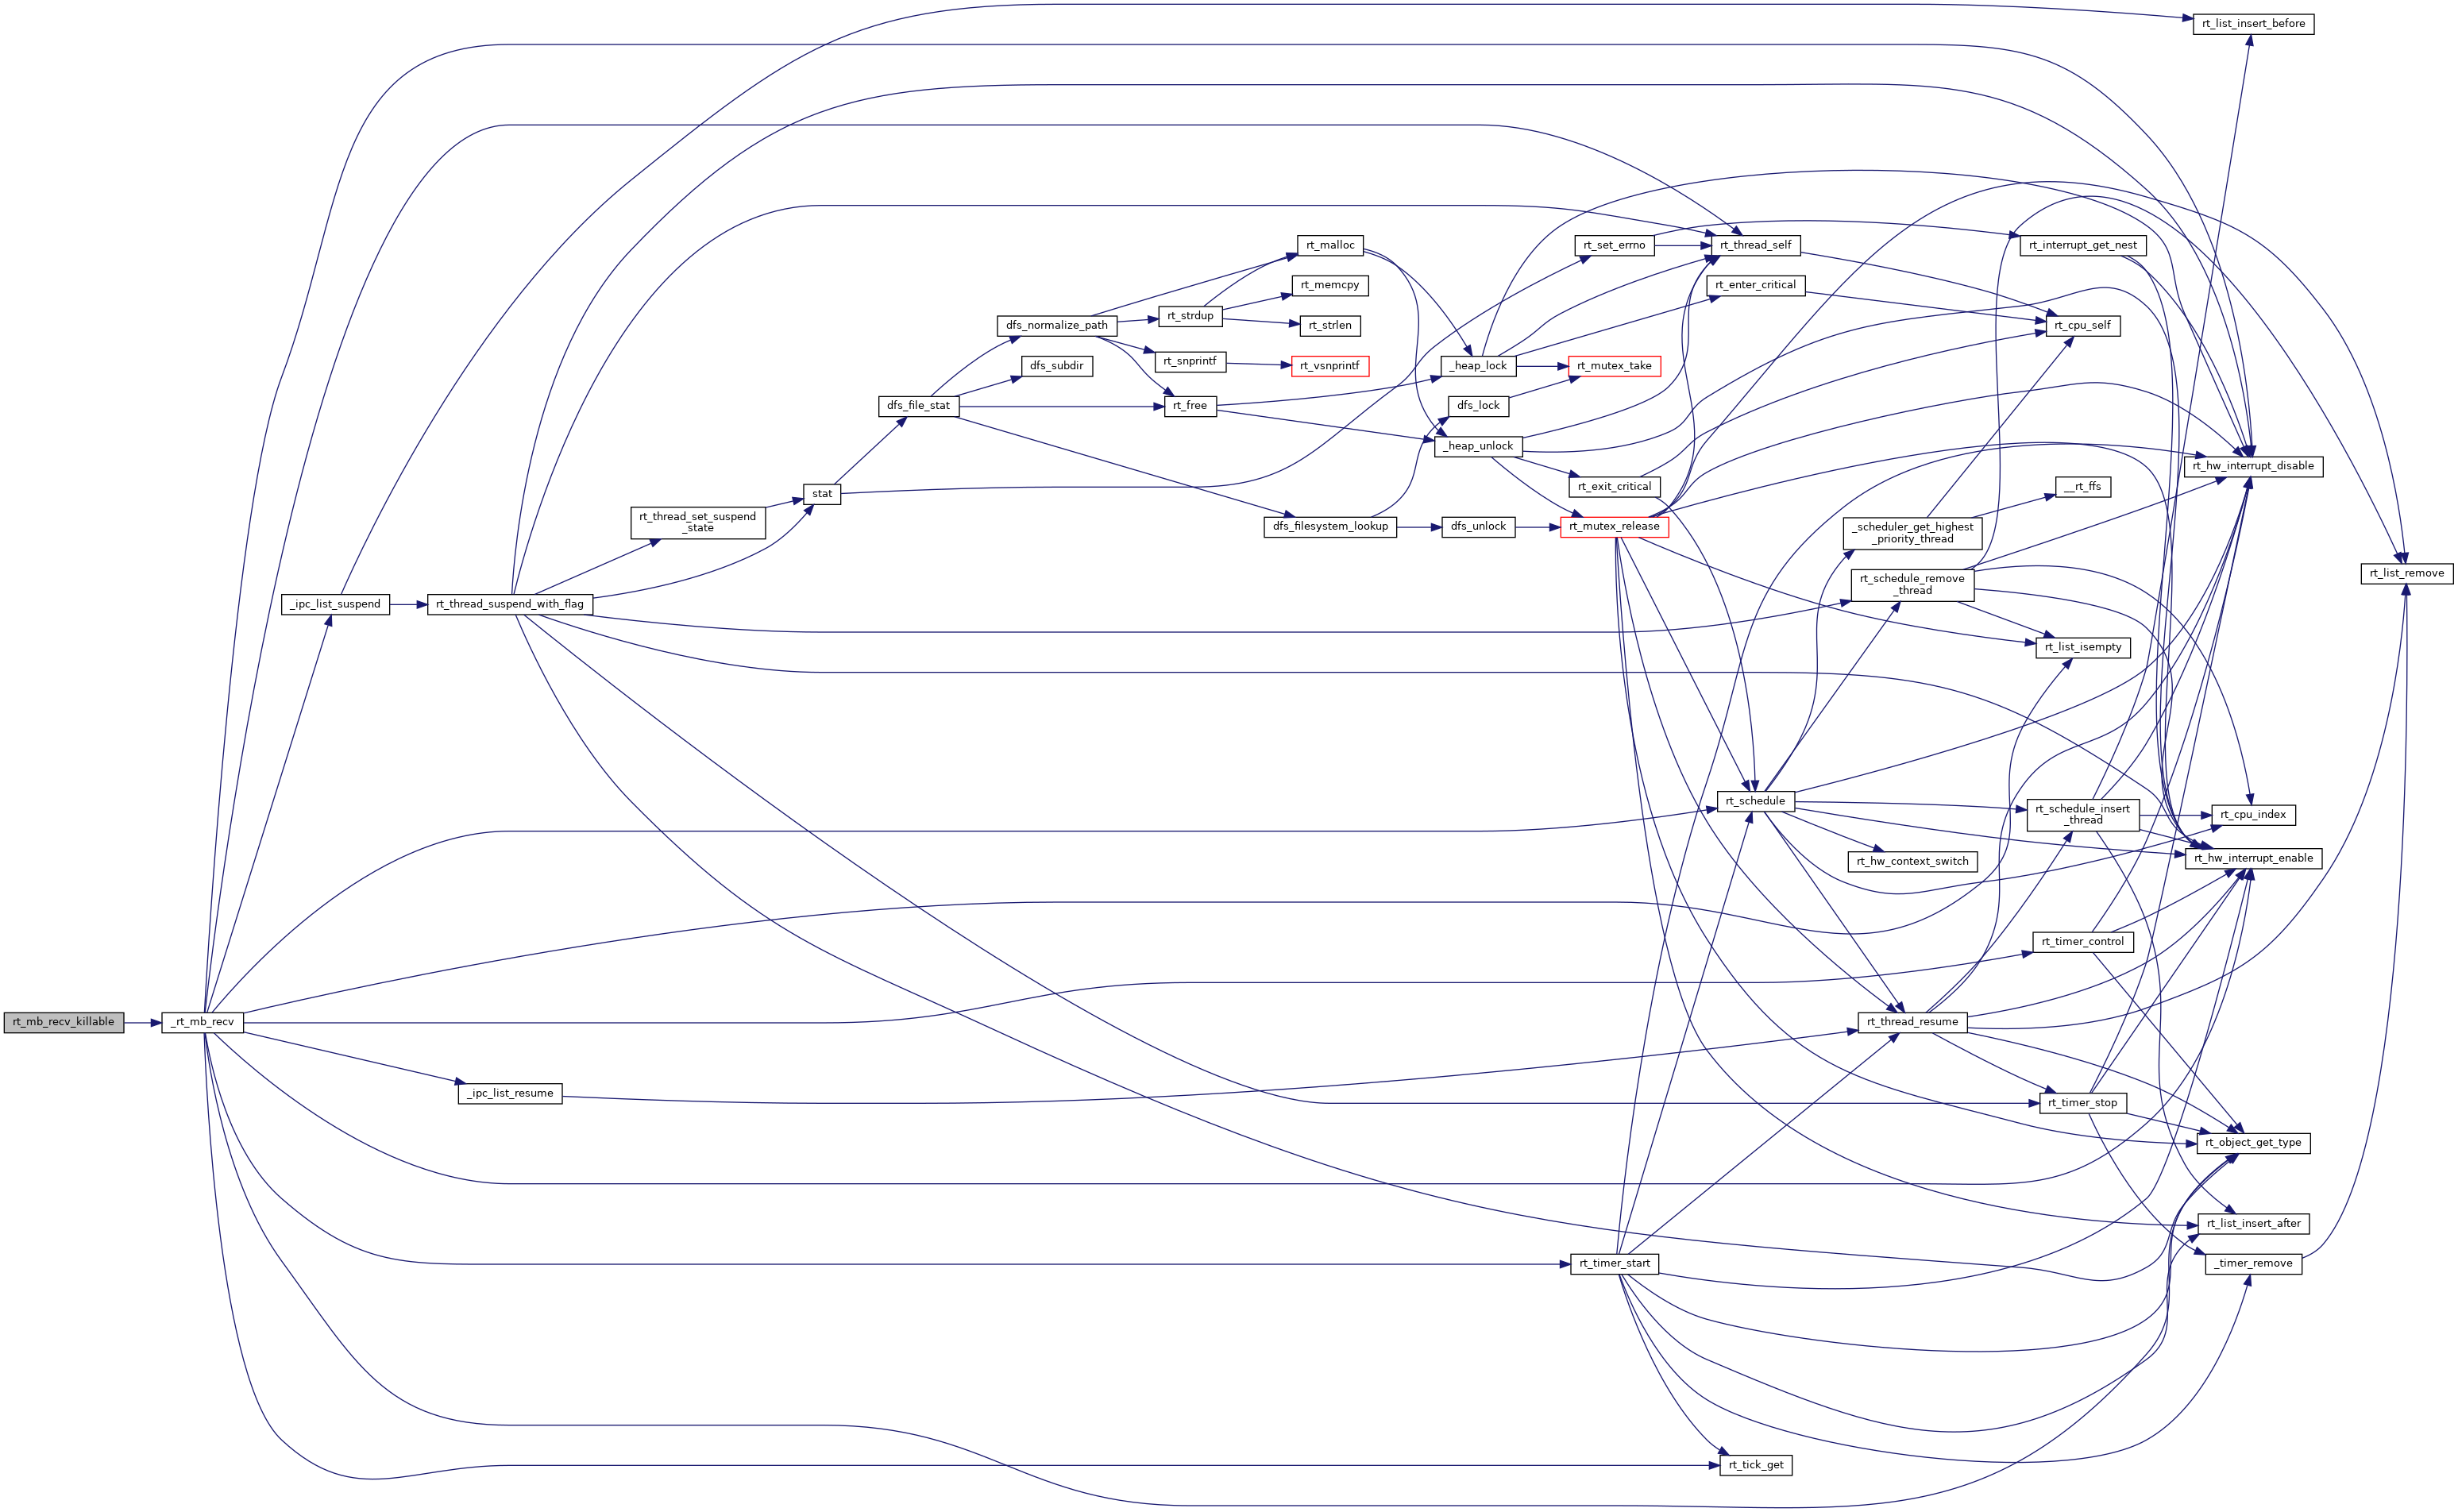 rt_list_insert_before
rt_malloc
rt_set_errno
rt_thread_self
rt_interrupt_get_nest
rt_memcpy
rt_enter_critical
dfs_normalize_path
rt_strdup
rt_strlen
rt_cpu_self
dfs_subdir
rt_snprintf
rt_vsnprintf
_heap_lock
rt_mutex_take
dfs_file_stat
rt_free
dfs_lock
_heap_unlock
rt_hw_interrupt_disable
stat
rt_exit_critical
__rt_ffs
rt_thread_set_suspend
_state
dfs_filesystem_lookup
dfs_unlock
rt_mutex_release
_scheduler_get_highest
_priority_thread
rt_list_remove
rt_schedule_remove
_thread
_ipc_list_suspend
rt_thread_suspend_with_flag
rt_list_isempty
rt_schedule
rt_schedule_insert
_thread
rt_cpu_index
rt_hw_context_switch
rt_hw_interrupt_enable
rt_timer_control
rt_mb_recv_killable
_rt_mb_recv
rt_thread_resume
_ipc_list_resume
rt_timer_stop
rt_object_get_type
rt_list_insert_after
rt_timer_start
_timer_remove
rt_tick_get